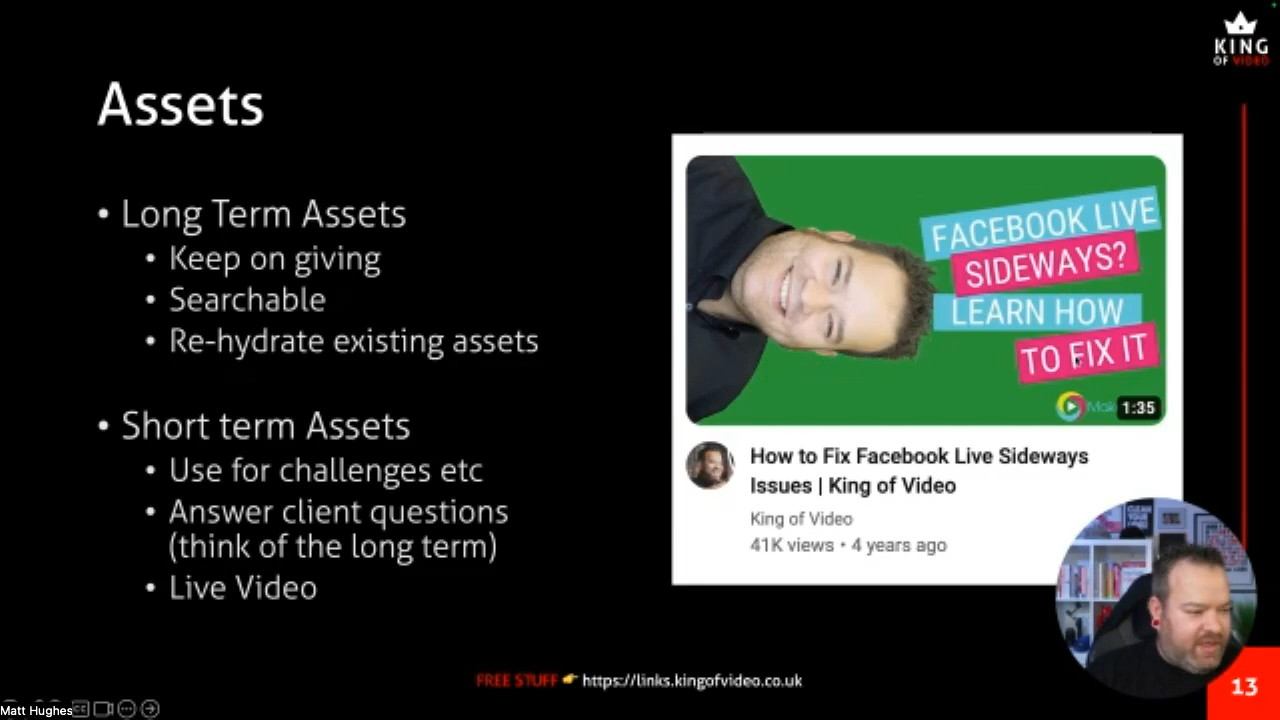 KING
OF VIDEO
Assets
• Long Term Assets
• Keep on giving
• Searchable
• Re-hydrate existing assets
• Short term Assets
• Use for challenges etc
• Answer client questions
(think of the long term)
• Live Video
FACEBOOK LIVE
SIDEWAYS?
LEARN HOW
TO FIX IT
1:35
How to Fix Facebook Live Sideways
Issues | King of Video
King of Video
41K views • 4 years ago
FREE STUFF 👉 https://links.kingofvideo.co.uk
13
Matt Hughes